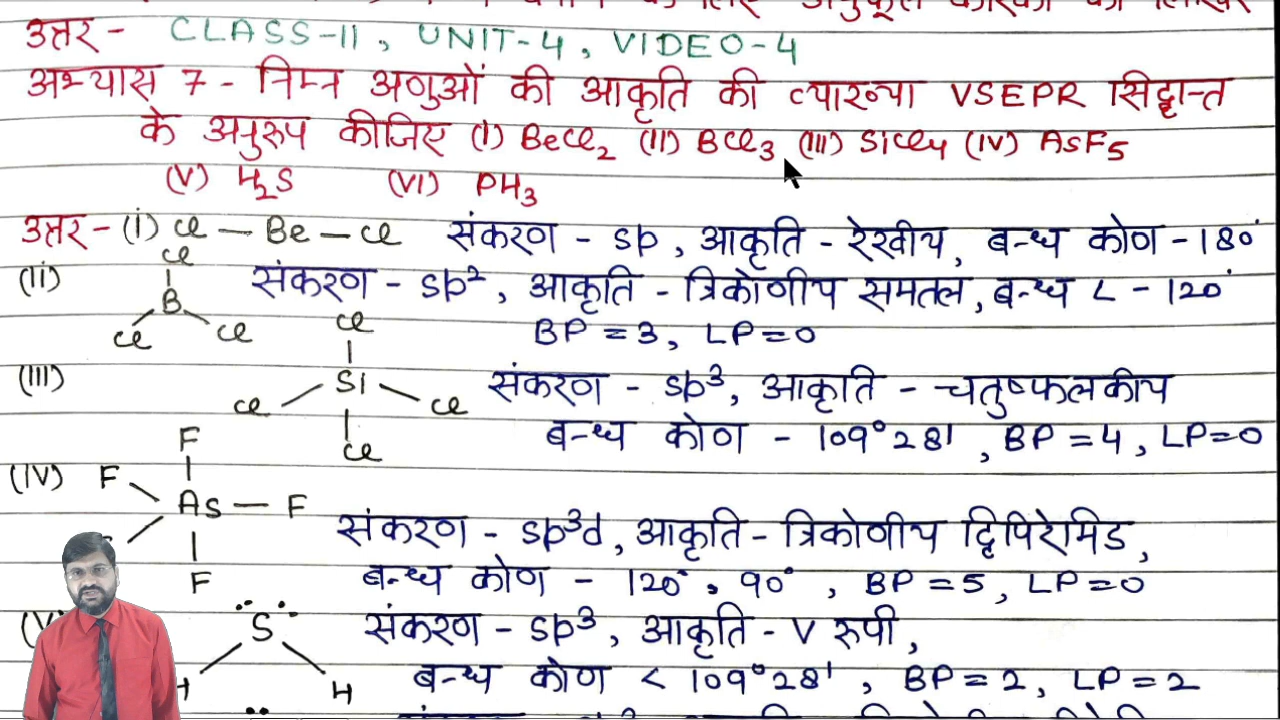 उत्तर - CLASS-11, UNIT-4, VIDEO-4
अभ्यास 7 - निम्न अणुओं की आकृति की व्याख्या VSEPR सिद्धान्त
के अनुरुप कीजिए (I) BeCl2 (II) BCl3 (III) SiCl4 (IV) AsF5
(V) H2S (VI) PH3
उत्तर - (i) Cl — Be — Cl संकरण - sp, आकृति - रेखीय, बन्ध कोण - 180°
Cl
(ii) संकरण - sp², आकृति - त्रिकोणीय समतल, बन्ध ∠ - 120°
B
Cl Cl BP = 3, LP = 0
Cl
(III) Si संकरण - sp³, आकृति - चतुष्फलकीय
Cl Cl
Cl बन्ध कोण - 109°28', BP = 4, LP = 0
F
(IV) F
As — F
संकरण - sp³d, आकृति - त्रिकोणीय द्विपिरेमिड,
F बन्ध कोण - 120°, 90°, BP = 5, LP = 0
S संकरण - sp³, आकृति - V रुपी,
H H बन्ध कोण < 109°28', BP = 2, LP = 2